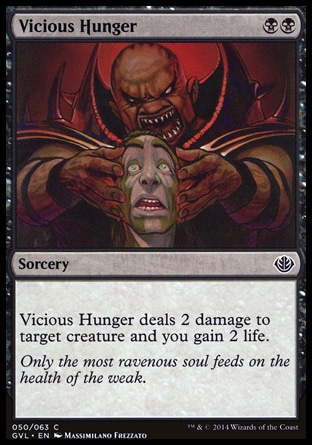 Vicious Hunger
Sorcery
Vicious Hunger deals 2 damage to
target creature and you gain 2 life.
Only the most ravenous soul feeds on the
health of the weak.
050/063 C
GVL • EN Massimiliano Frezzato
™ & © 2014 Wizards of the Coast